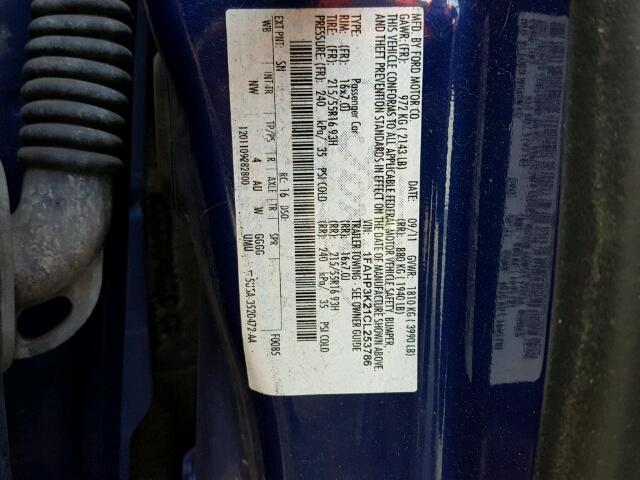 MFD. BY FORD MOTOR CO.
09/11 GVWR: 1810 KG (3990 LB)
GAWR: (FR): 972 KG (2143 LB) (RR): 880 KG (1940 LB)
THIS VEHICLE CONFORMS TO ALL APPLICABLE FEDERAL MOTOR VEHICLE SAFETY, BUMPER,
AND THEFT PREVENTION STANDARDS IN EFFECT ON THE DATE OF MANUFACTURE SHOWN ABOVE.
VIN: 1FAHP3K21CL253786
TYPE: Passenger Car TRAILER TOWING - SEE OWNER GUIDE
RIM: (FR): 16x7.0J (RR): 16x7.0J
TIRE: (FR): 215/55R16 93H (RR): 215/55R16 93H
PRESSURE: (FR): 240 kPa/ 35 PSI COLD (RR): 240 kPa/ 35 PSI COLD
EXT PNT: SN RC: 16 DSO: F0085
WB INT TR TP/PS R AXLE TR SPR
NW 4 AU W GGGG
1201109282800 UMU 5U5A 3520472 AA